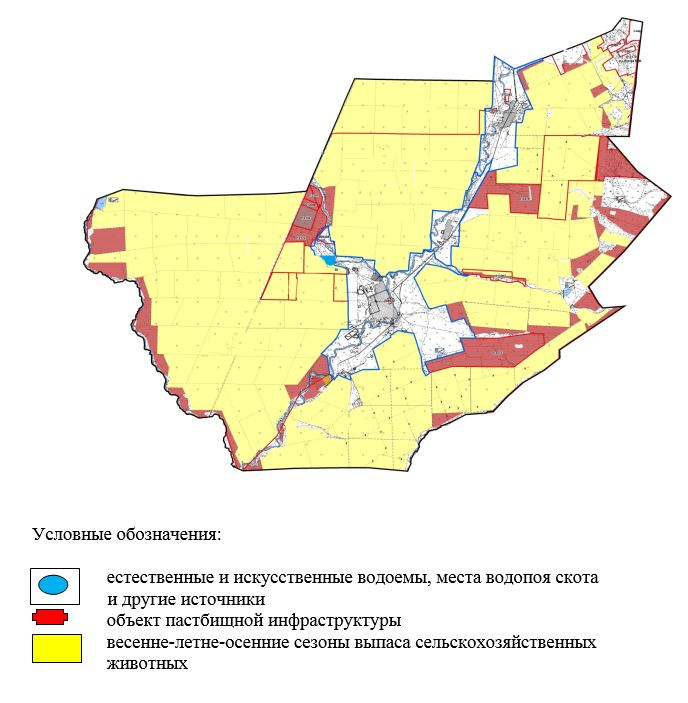 Условные обозначения:
естественные и искусственные водоемы, места водопоя скота
и другие источники
объект пастбищной инфраструктуры
весенне-летне-осенние сезоны выпаса сельскохозяйственных
животных